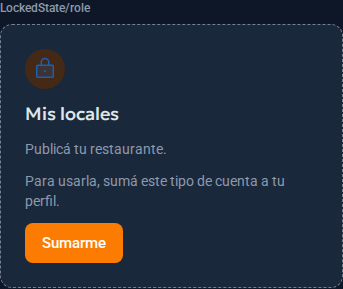 LockedState/role
Mis locales
Publicá tu restaurante.
Para usarla, sumá este tipo de cuenta a tu
perfil.
Sumarme